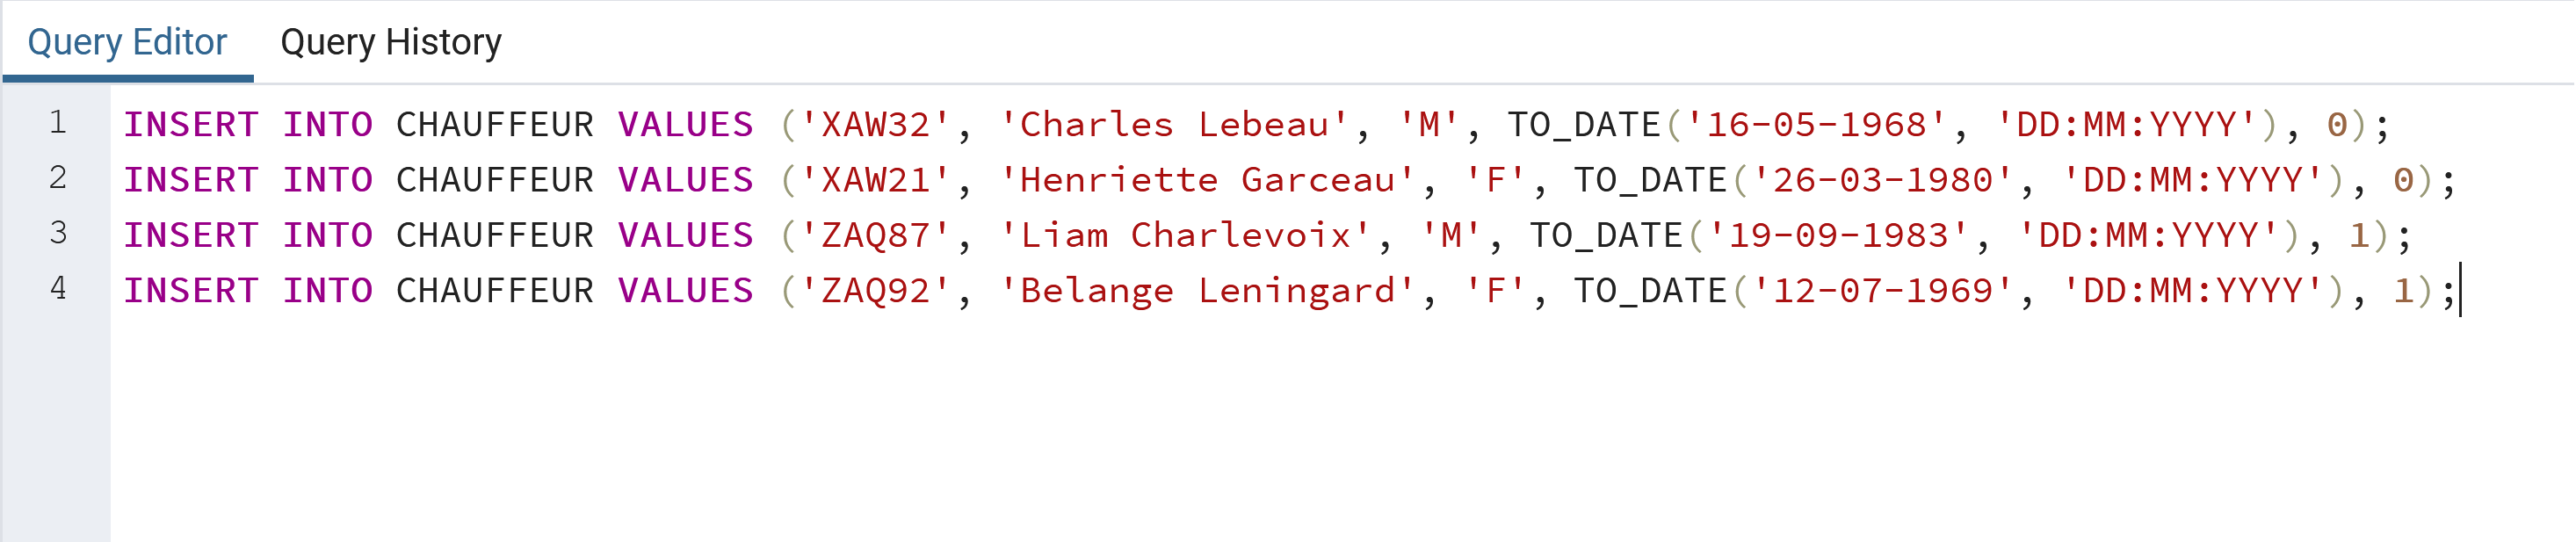 Query Editor Query History
1 INSERT INTO CHAUFFEUR VALUES ('XAW32', 'Charles Lebeau', 'M', TO_DATE('16-05-1968', 'DD:MM:YYYY'), 0);
2 INSERT INTO CHAUFFEUR VALUES ('XAW21', 'Henriette Garceau', 'F', TO_DATE('26-03-1980', 'DD:MM:YYYY'), 0);
3 INSERT INTO CHAUFFEUR VALUES ('ZAQ87', 'Liam Charlevoix', 'M', TO_DATE('19-09-1983', 'DD:MM:YYYY'), 1);
4 INSERT INTO CHAUFFEUR VALUES ('ZAQ92', 'Belange Leningard', 'F', TO_DATE('12-07-1969', 'DD:MM:YYYY'), 1);